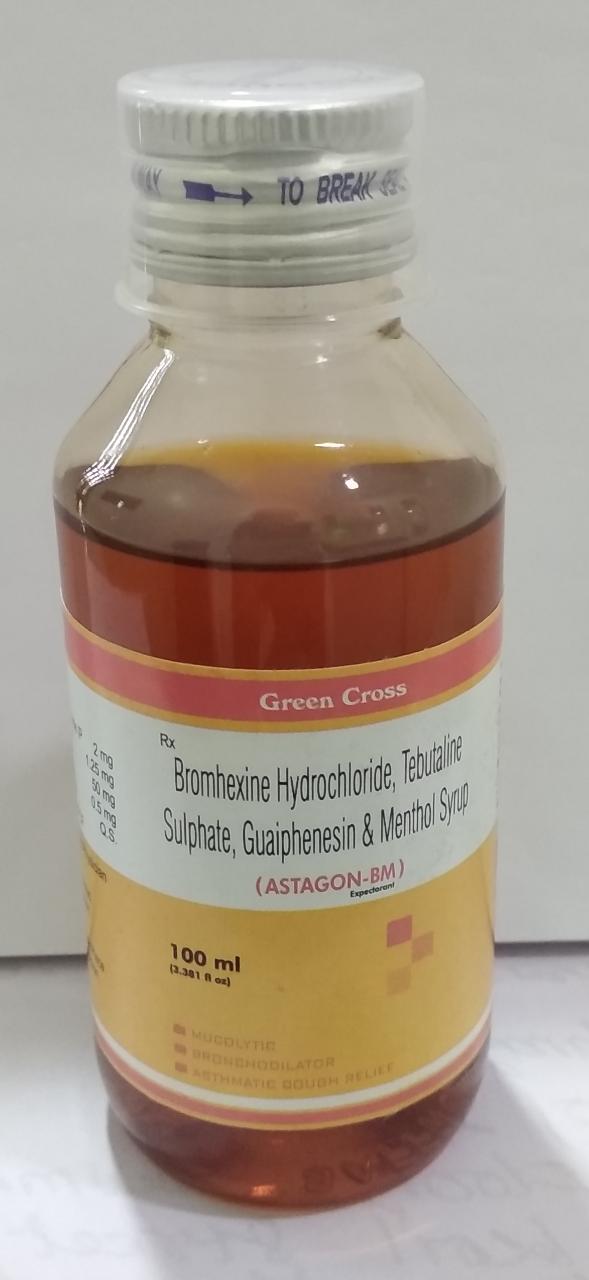 TO BREAK
Green Cross
2 mg
1.25 mg
50 mg
0.5 mg
Q.S.
Rx
Bromhexine Hydrochloride, Tebutaline
Sulphate, Guaiphenesin & Menthol Syrup
(ASTAGON-BM)
Expectorant
100 ml
(3.381 fl oz)
MUCOLYTIC
BRONCHODILATOR
ASTHMATIC COUGH RELIEF